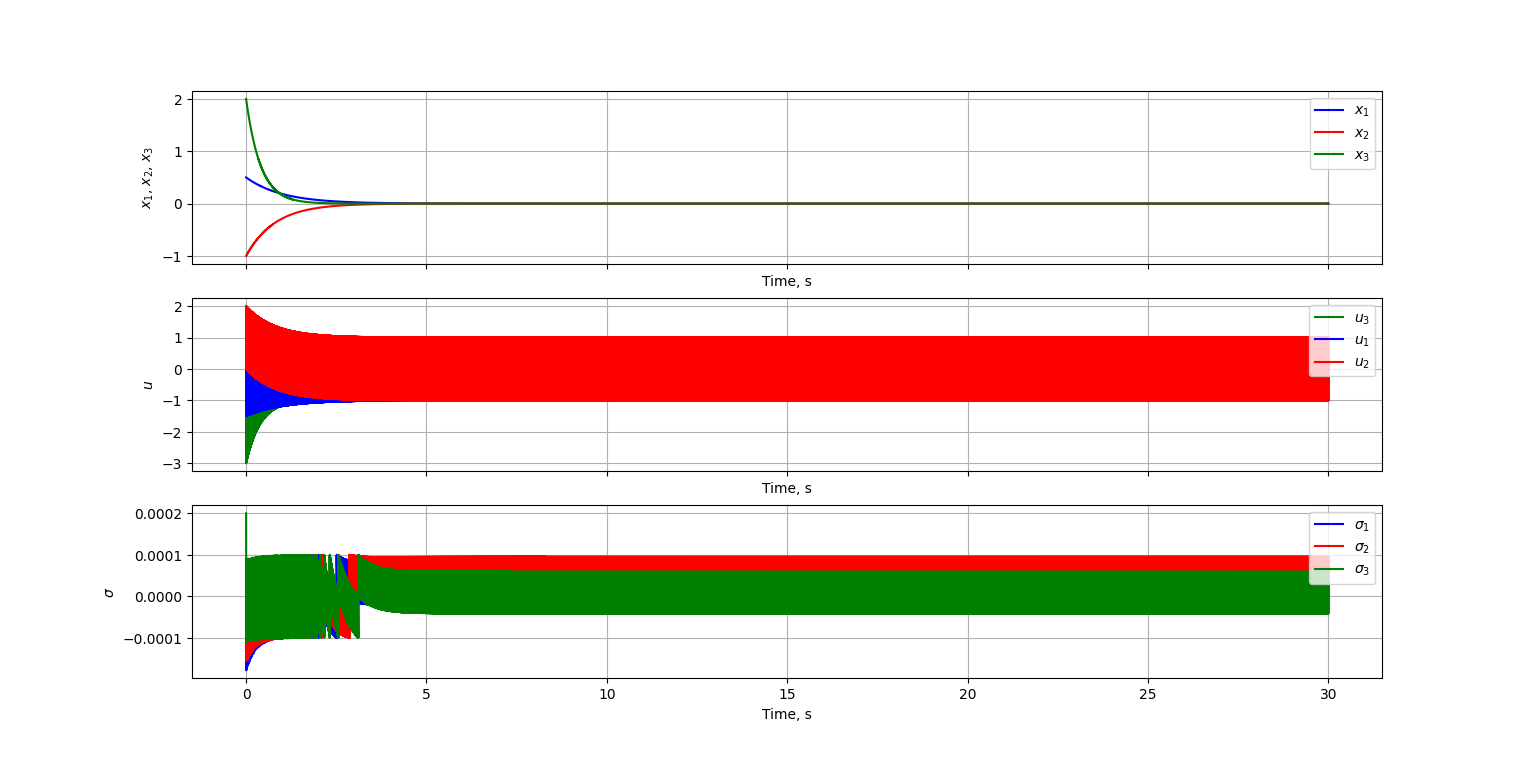 2
1
0
−1
x₁, x₂, x₃
x₁
x₂
x₃
Time, s
2
1
0
−1
−2
−3
u
u₃
u₁
u₂
Time, s
0.0002
0.0001
0.0000
−0.0001
σ
σ₁
σ₂
σ₃
0 5 10 15 20 25 30
Time, s